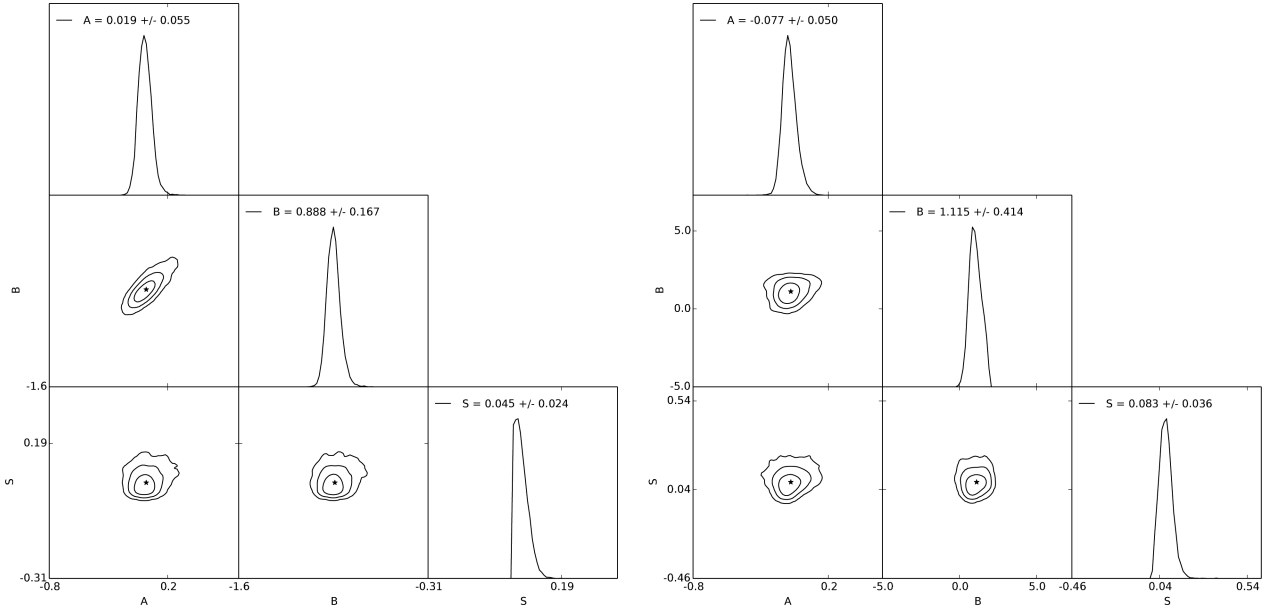 A = 0.019 +/- 0.055
A = -0.077 +/- 0.050
B = 0.888 +/- 0.167
B = 1.115 +/- 0.414
5.0
B
B
0.0
-1.6
-5.0
S = 0.045 +/- 0.024
S = 0.083 +/- 0.036
0.54
0.19
S
S
0.04
-0.31
-0.46
-0.8
0.2
-1.6
-0.31
0.19
-0.8
0.2
-5.0
0.0
5.0
-0.46
0.04
0.54
A
B
S
A
B
S